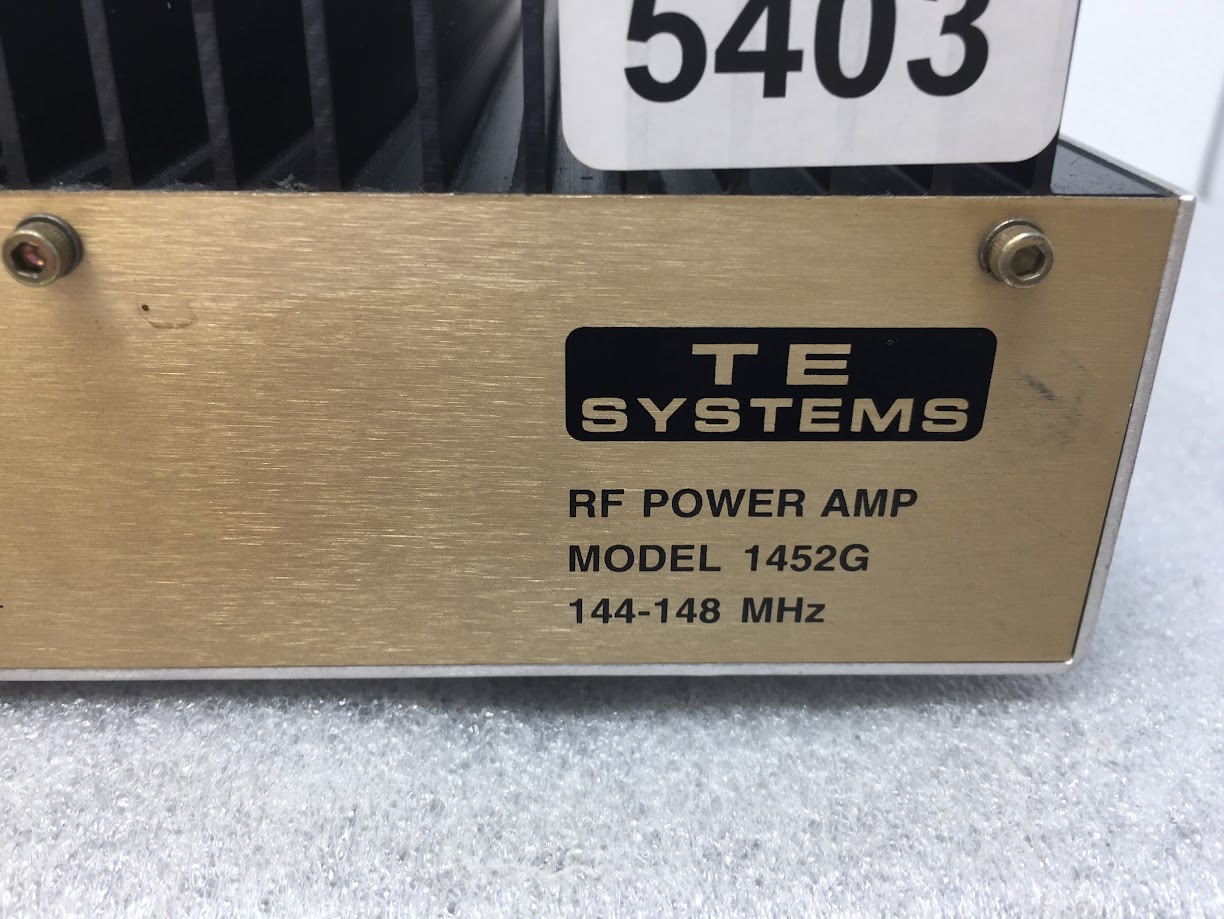 5403
TE
SYSTEMS
RF POWER AMP
MODEL 1452G
144-148 MHz